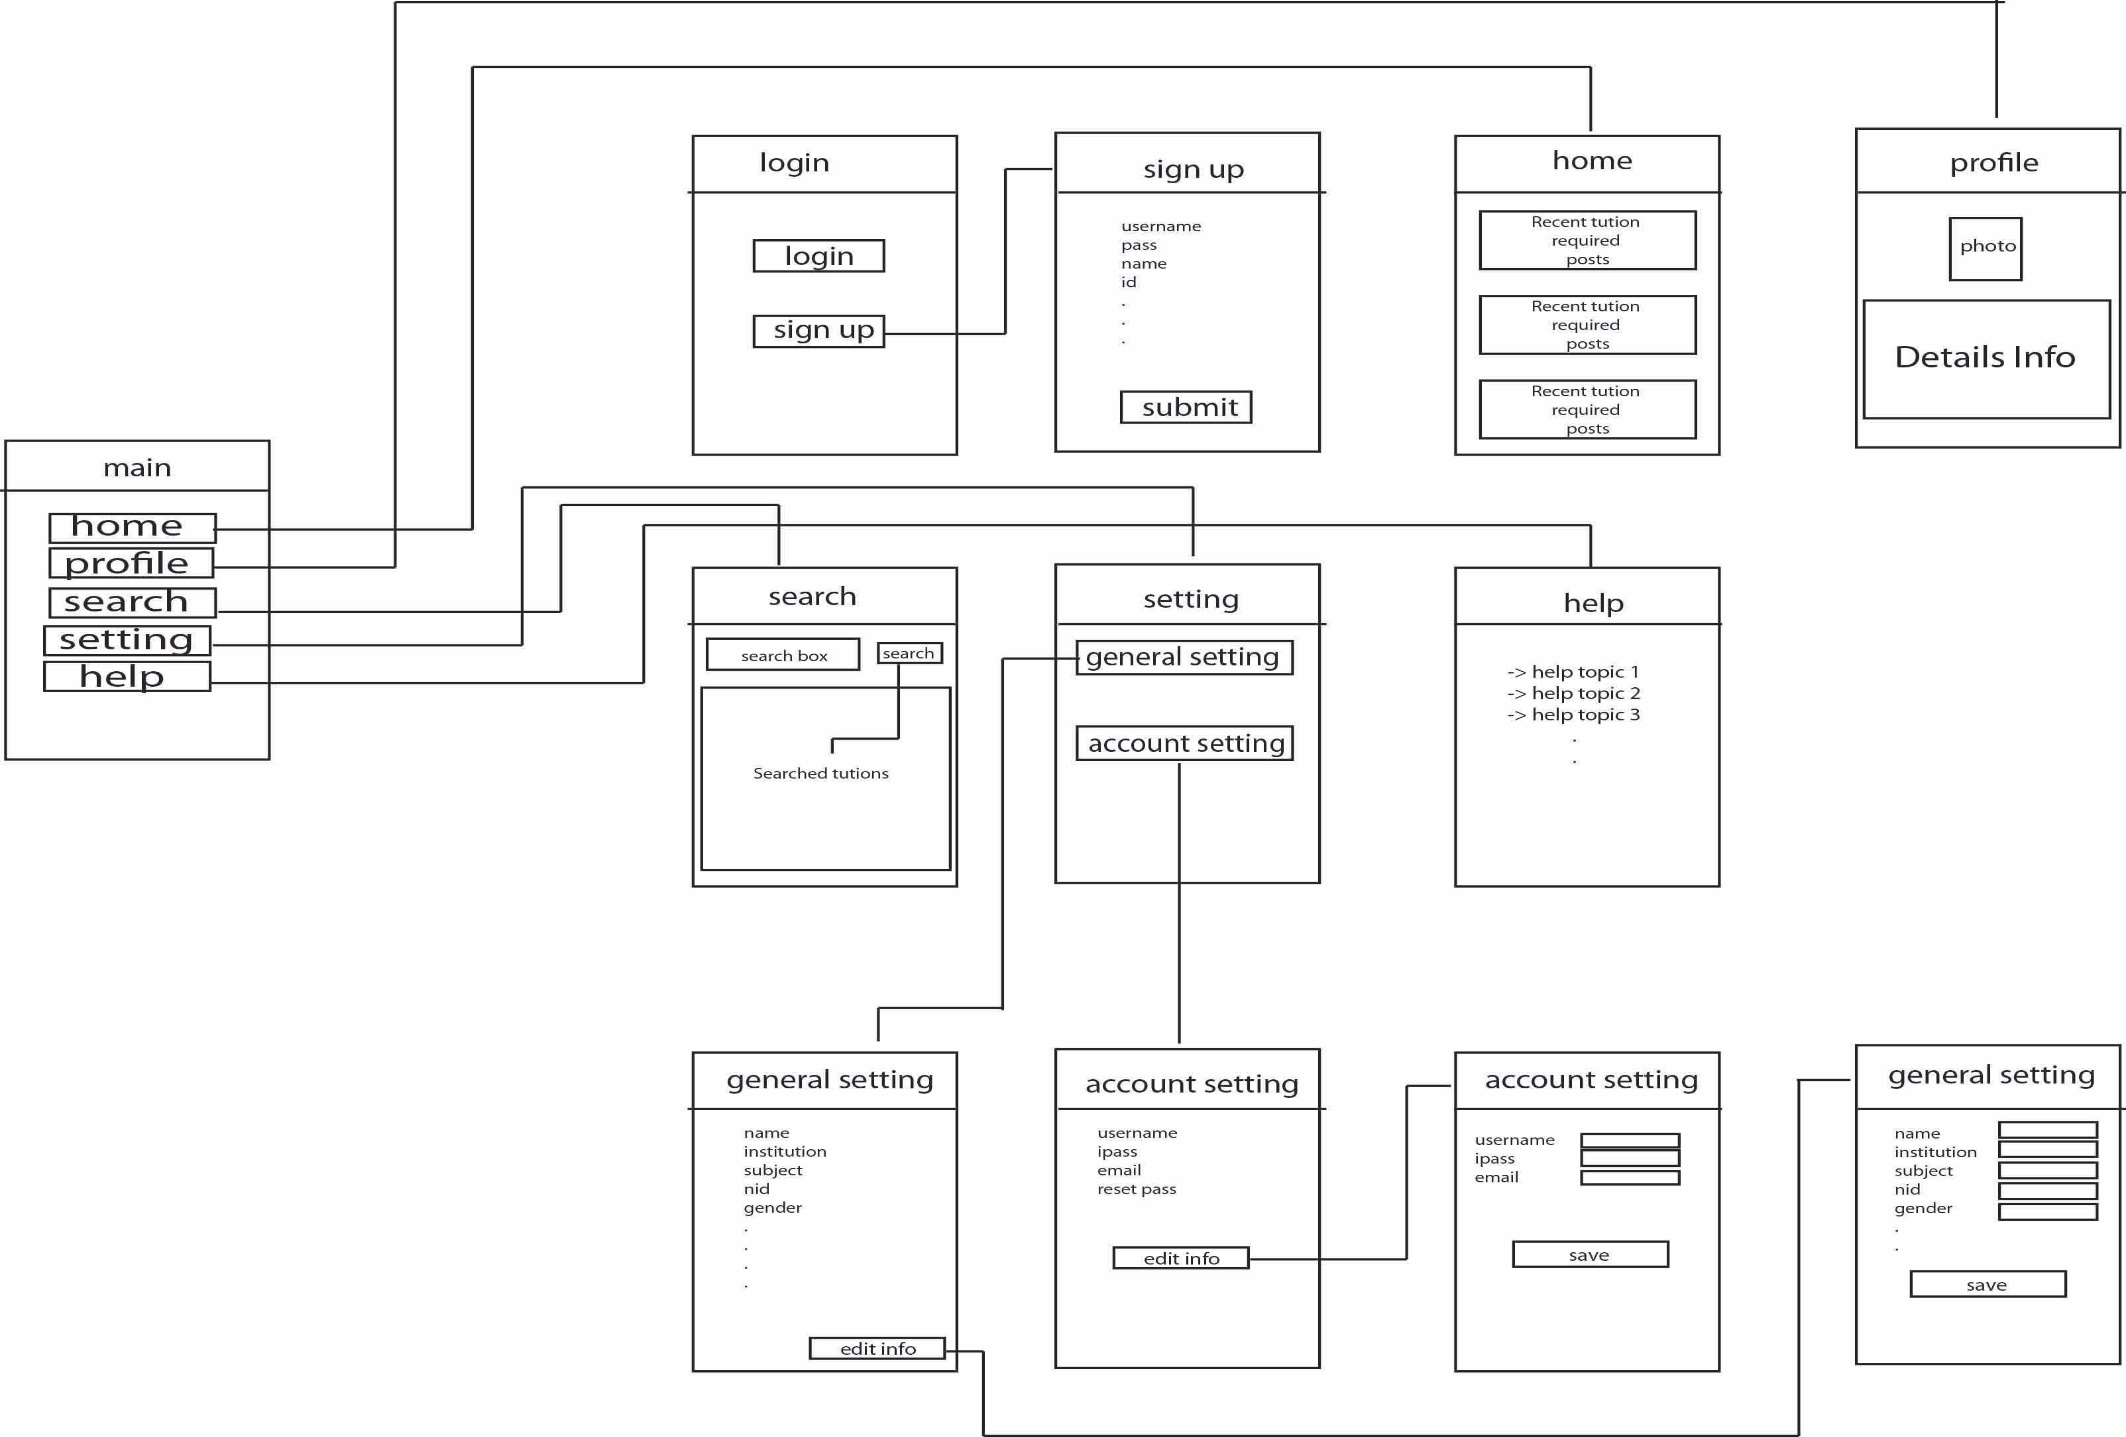 login
login
sign up
sign up
username
pass
name
id
.
.
.
submit
home
Recent tution
required
posts
Recent tution
required
posts
Recent tution
required
posts
profile
photo
Details Info
main
home
profile
search
setting
help
search
search box
search
Searched tutions
setting
general setting
account setting
help
-> help topic 1
-> help topic 2
-> help topic 3
.
.
general setting
name
institution
subject
nid
gender
.
.
.
.
edit info
account setting
username
ipass
email
reset pass
edit info
account setting
username
ipass
email
save
general setting
name
institution
subject
nid
gender
.
.
save